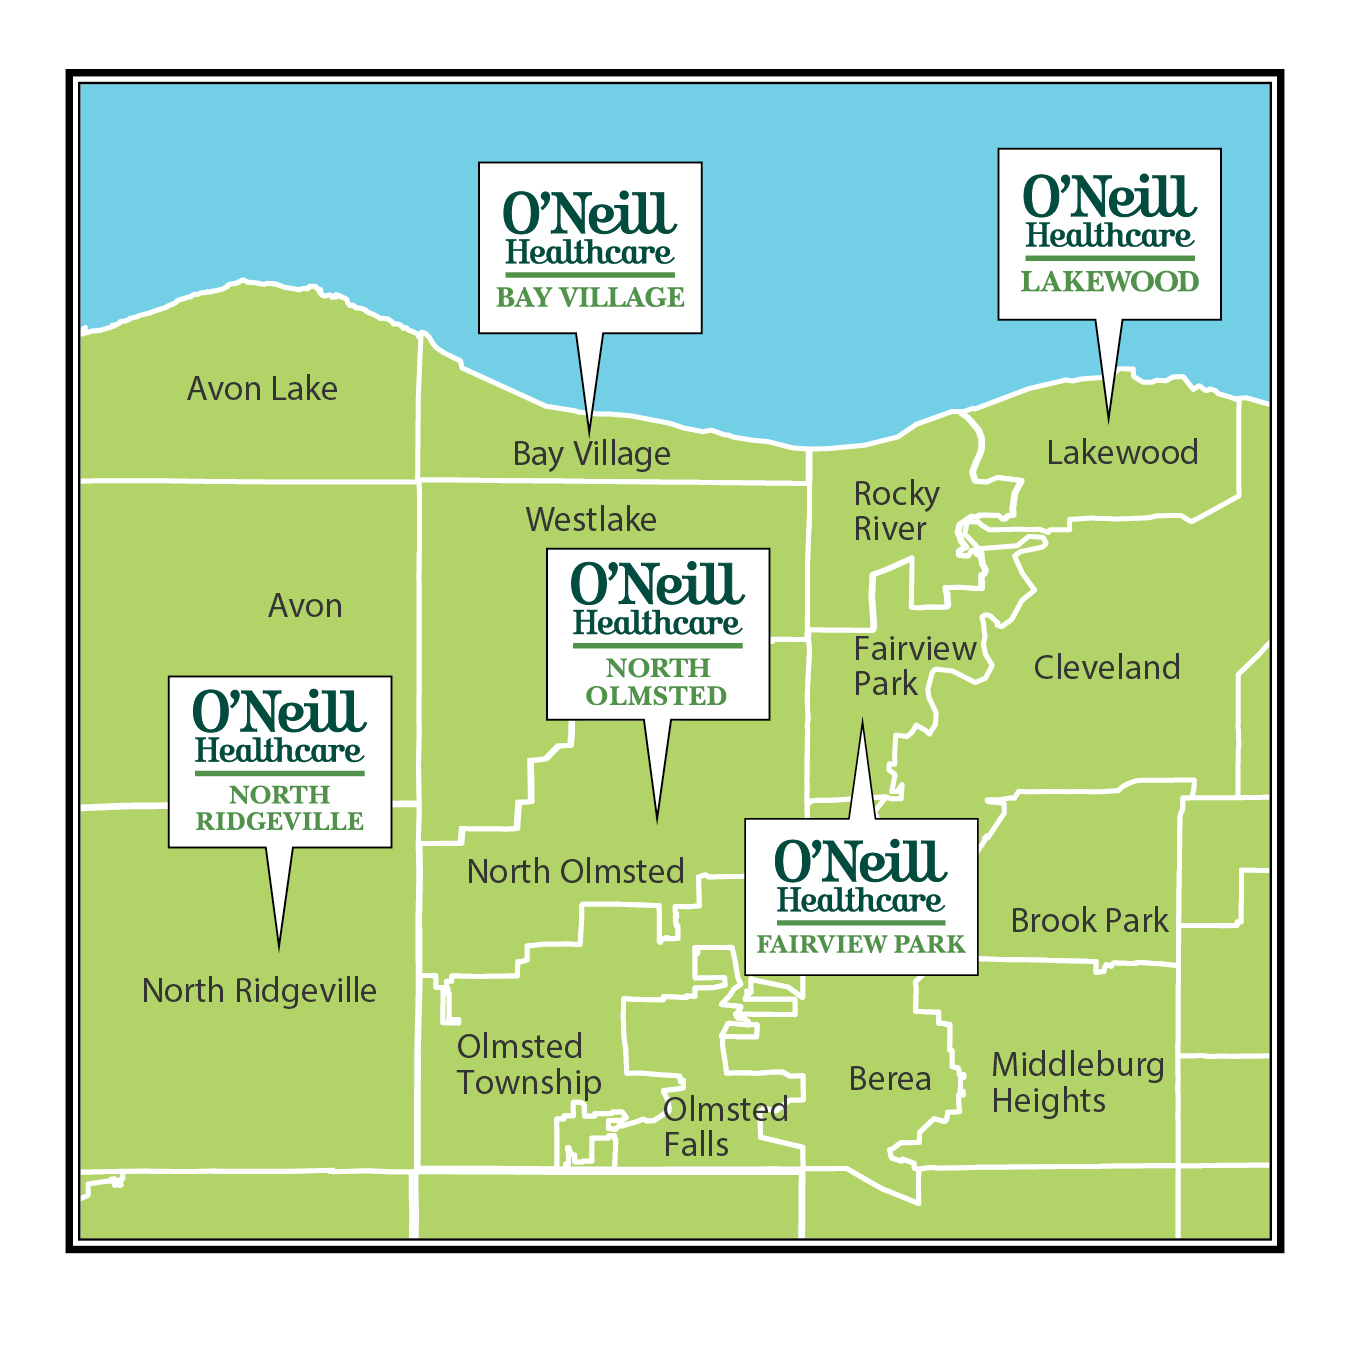 O'Neill
Healthcare
BAY VILLAGE
O'Neill
Healthcare
LAKEWOOD
Avon Lake
Bay Village
Lakewood
Rocky
River
Westlake
O'Neill
Healthcare
NORTH
OLMSTED
Avon
Fairview
Park
Cleveland
O'Neill
Healthcare
NORTH
RIDGEVILLE
North Olmsted
O'Neill
Healthcare
FAIRVIEW PARK
Brook Park
North Ridgeville
Olmsted
Township
Olmsted
Falls
Berea
Middleburg
Heights